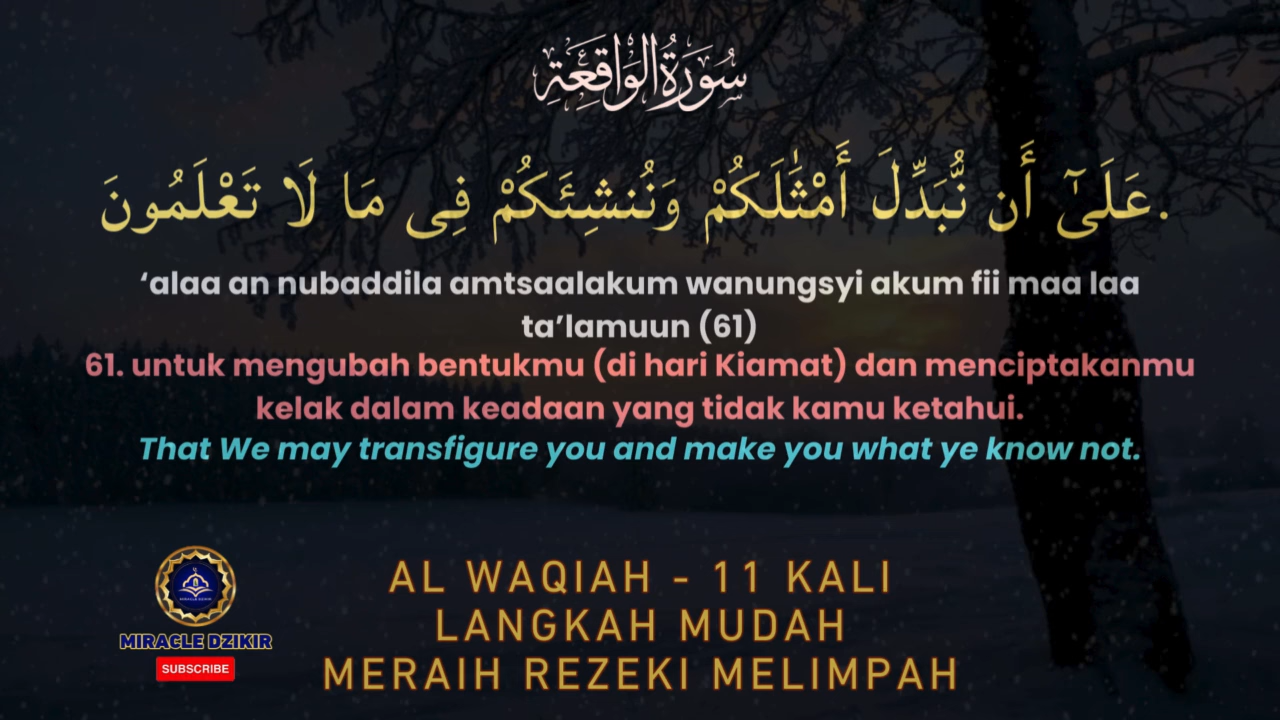 سُورَةُ الوَاقِعَةِ
عَلَىٰٓ أَن نُّبَدِّلَ أَمْثَٰلَكُمْ وَنُنشِئَكُمْ فِى مَا لَا تَعْلَمُونَ.
‘alaa an nubaddila amtsaalakum wanungsyi akum fii maa laa
ta’lamuun (61)
61. untuk mengubah bentukmu (di hari Kiamat) dan menciptakanmu
kelak dalam keadaan yang tidak kamu ketahui.
That We may transfigure you and make you what ye know not.
AL WAQIAH - 11 KALI
LANGKAH MUDAH
MERAIH REZEKI MELIMPAH
MIRACLE DZIKIR
MIRACLE DZIKIR
SUBSCRIBE